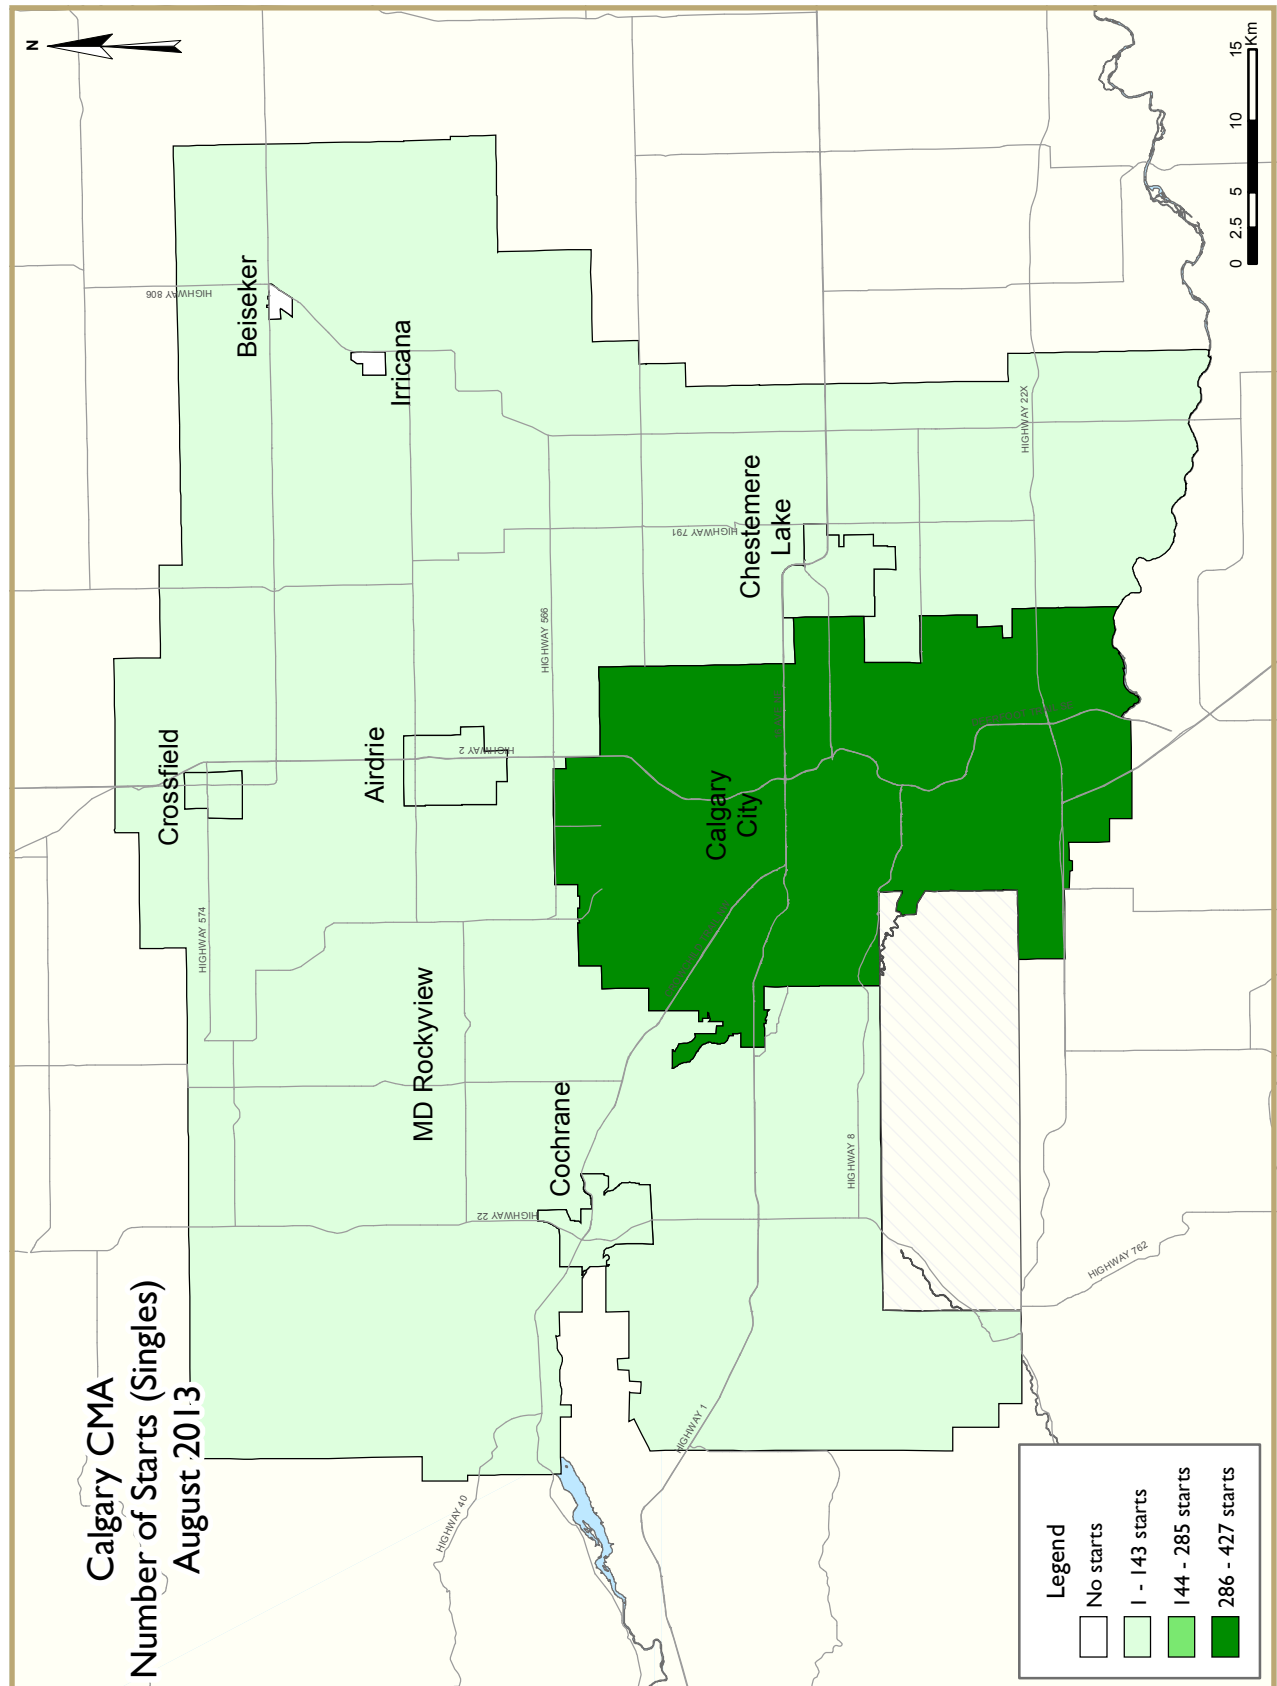 Calgary CMA
Number of Starts (Singles)
August 2013
N
HIGHWAY 40
HIGHWAY 22
HIGHWAY 574
HIGHWAY 2
HIGHWAY 566
HIGHWAY 806
HIGHWAY 791
HIGHWAY 1
HIGHWAY 8
HIGHWAY 762
HIGHWAY 22X
Crossfield
Beiseker
Irricana
Airdrie
MD Rockyview
Cochrane
Calgary
City
Chestemere
Lake
Legend
No starts
1 - 143 starts
144 - 285 starts
286 - 427 starts
0 2.5 5 10 15
Km